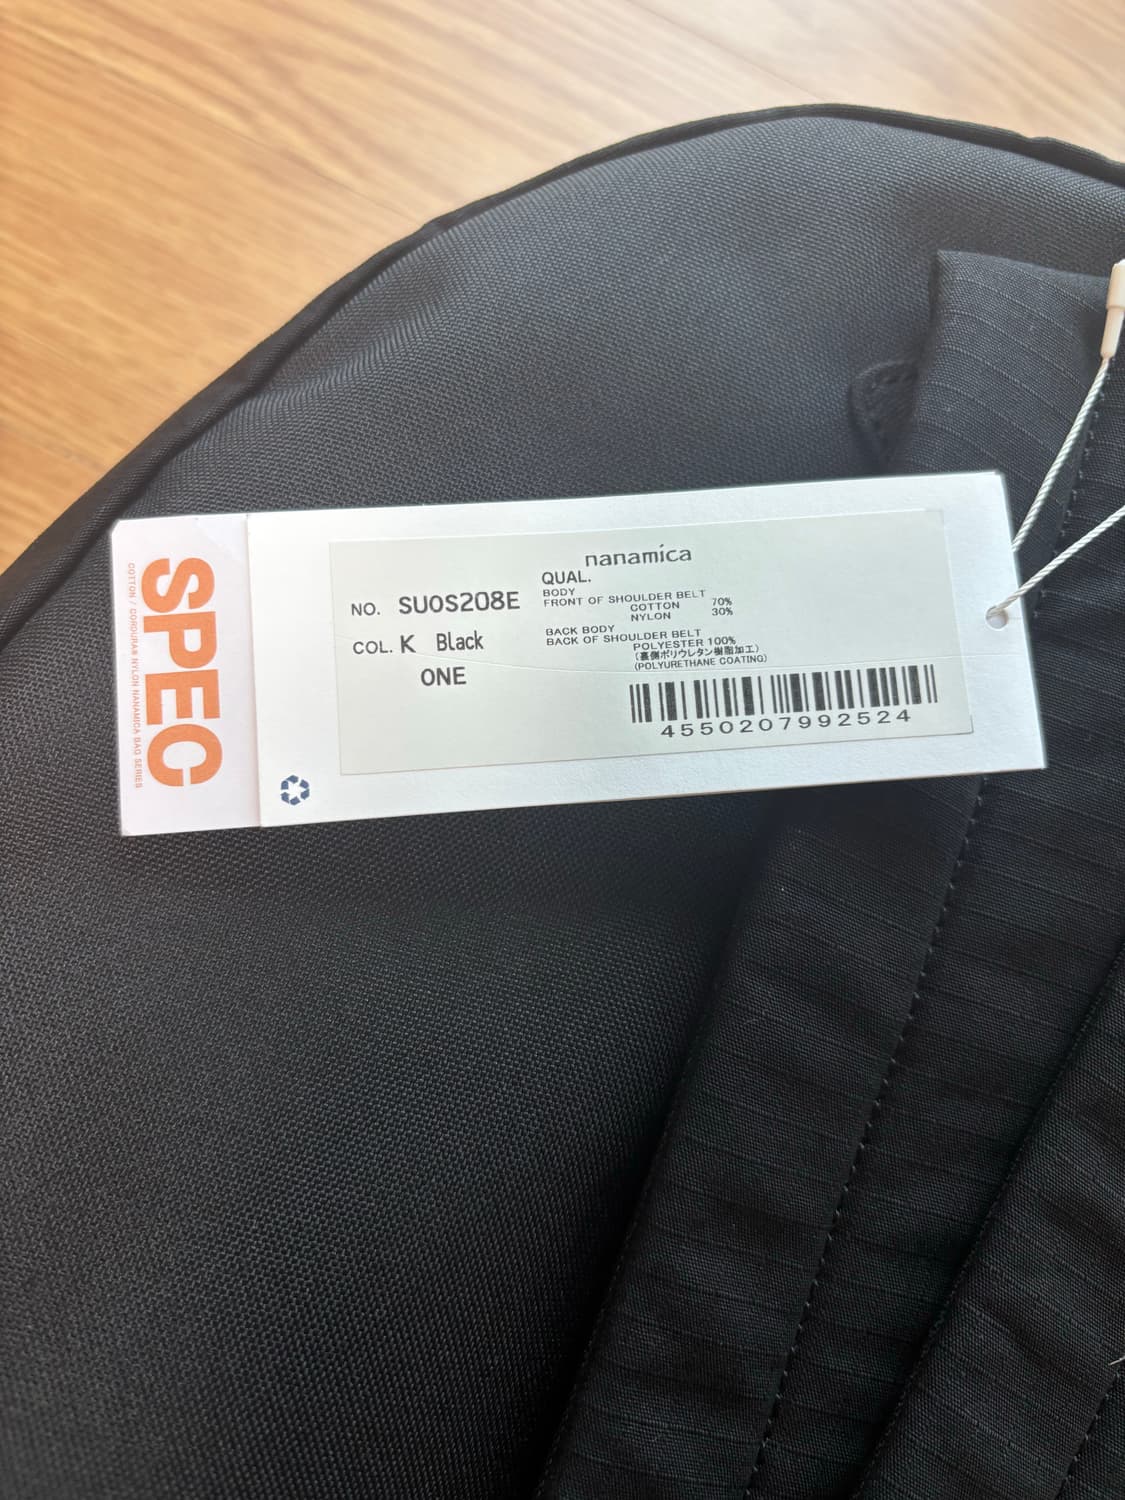 SPEC
COTTON / CORDURA® NYLON NANAMICA BAG SERIES
nanamica
NO. SUOS208E
COL. K Black
ONE
QUAL.
BODY
FRONT OF SHOULDER BELT
COTTON 70%
NYLON 30%
BACK BODY
BACK OF SHOULDER BELT
POLYESTER 100%
(裏側ポリウレタン樹脂加工)
(POLYURETHANE COATING)
4550207992524